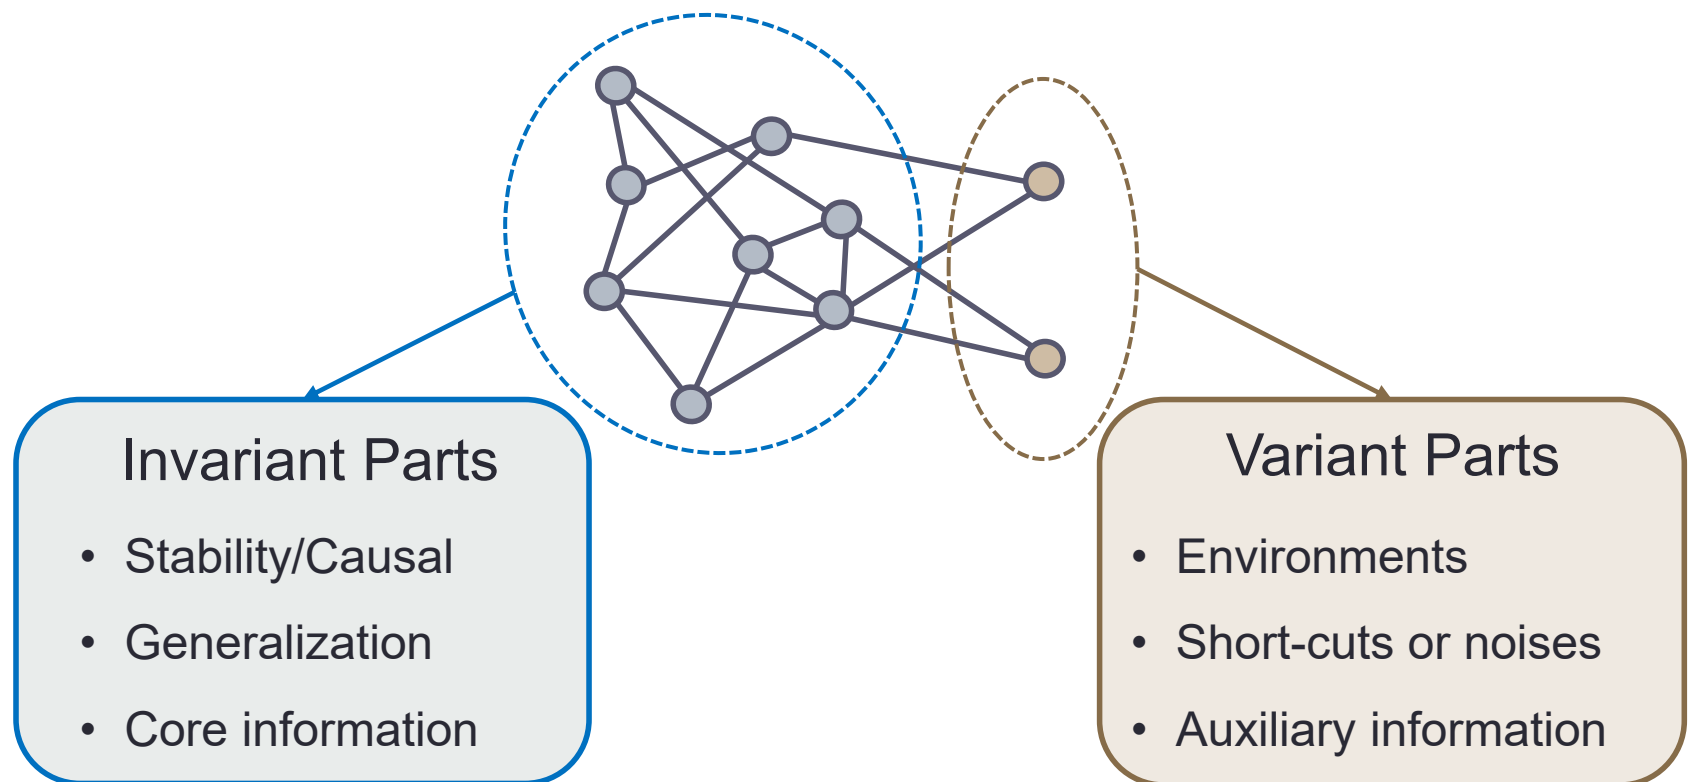 Invariant Parts
• Stability/Causal
• Generalization
• Core information
Variant Parts
• Environments
• Short-cuts or noises
• Auxiliary information